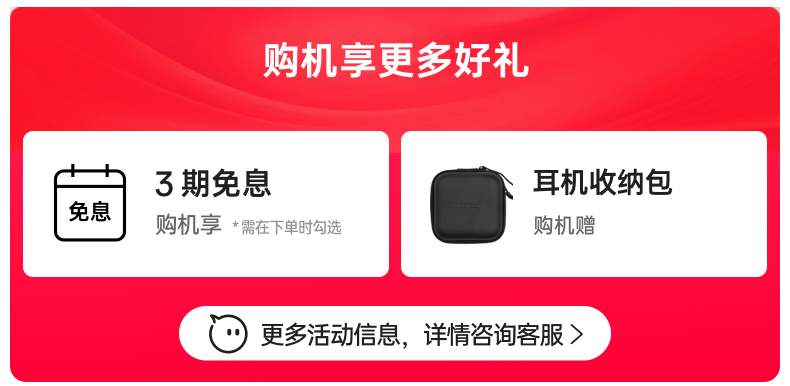 购机享更多好礼
免息
3期免息
购机享 *需在下单时勾选
耳机收纳包
购机赠
更多活动信息，详情咨询客服 >